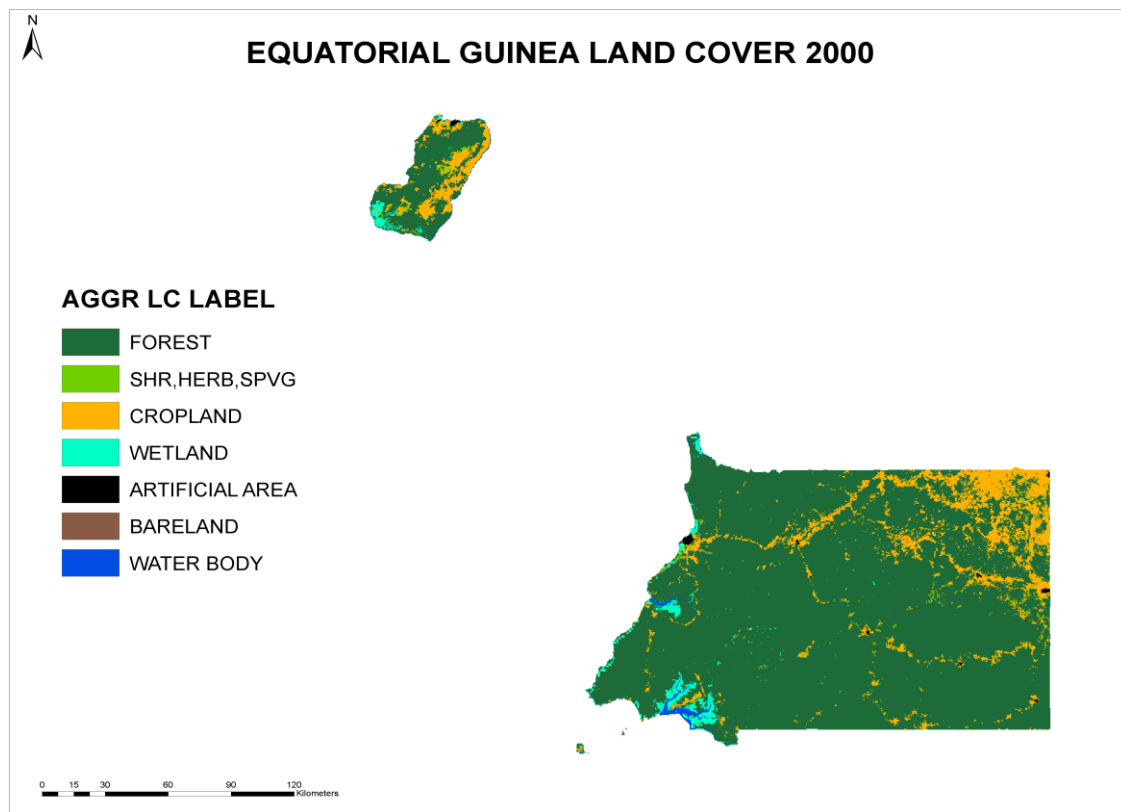 N
EQUATORIAL GUINEA LAND COVER 2000
AGGR LC LABEL
FOREST
SHR,HERB,SPVG
CROPLAND
WETLAND
ARTIFICIAL AREA
BARELAND
WATER BODY
0 15 30 60 90 120
Kilometers